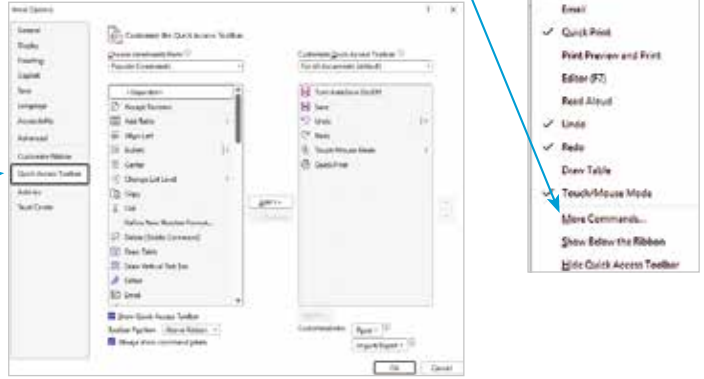 Word Options
General
Display
Proofing
Copilot
Save
Language
Accessibility
Advanced
Customize Ribbon
Quick Access Toolbar
Add-ins
Trust Center
Customize the Quick Access Toolbar
Choose commands from:
Popular Commands
<Separator>
Accept Revision
Add Table
Align Left
Bullets
Center
Change List Level
Copy
Cut
Define New Number Format...
Delete [Delete Comment]
Draw Table
Draw Vertical Text Box
Editor
Email
Show Quick Access Toolbar
Toolbar Position Above Ribbon
Always show command labels
Add >>
Customize Quick Access Toolbar
For all documents (default)
Turn AutoSave On/Off
Save
Undo
Redo
Touch/Mouse Mode
Quick Print
Customizations:
Reset
Import/Export
OK
Cancel
Email
Quick Print
Print Preview and Print
Editor (F7)
Read Aloud
Undo
Redo
Draw Table
Touch/Mouse Mode
More Commands...
Show Below the Ribbon
Hide Quick Access Toolbar